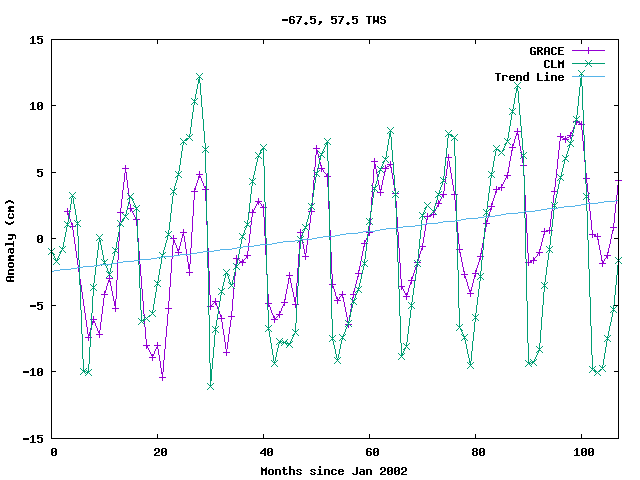 -67.5, 57.5 TWS
GRACE
CLM
Trend Line
15
10
5
0
-5
-10
-15
Anomaly (cm)
0 20 40 60 80 100
Months since Jan 2002